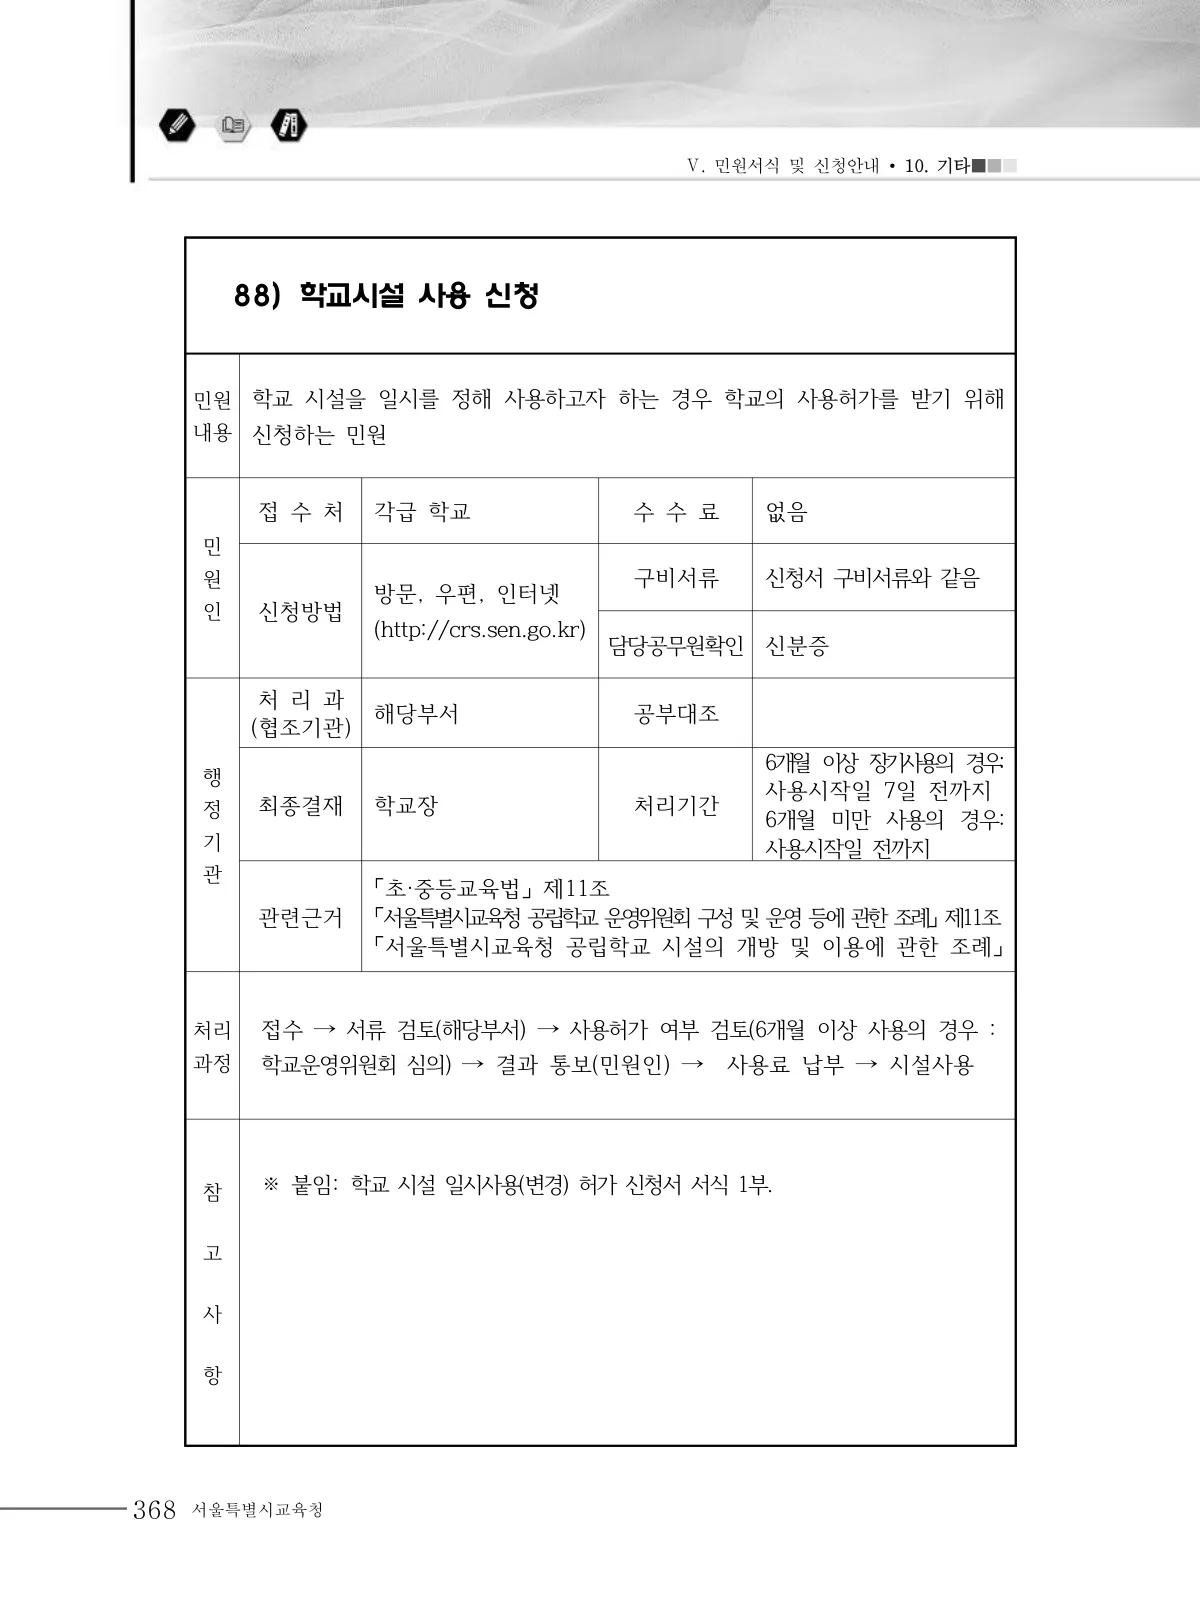 Ⅴ. 민원서식 및 신청안내 • 10. 기타
88) 학교시설 사용 신청
민원
내용
학교 시설을 일시를 정해 사용하고자 하는 경우 학교의 사용허가를 받기 위해
신청하는 민원
민
원
인
접 수 처
각급 학교
수 수 료
없음
신청방법
방문, 우편, 인터넷
(http://crs.sen.go.kr)
구비서류
신청서 구비서류와 같음
담당공무원확인
신분증
행
정
기
관
처 리 과
(협조기관)
해당부서
공부대조
최종결재
학교장
처리기간
6개월 이상 장기사용의 경우:
사용시작일 7일 전까지
6개월 미만 사용의 경우:
사용시작일 전까지
관련근거
「초·중등교육법」 제11조
「서울특별시교육청 공립학교 운영위원회 구성 및 운영 등에 관한 조례」 제11조
「서울특별시교육청 공립학교 시설의 개방 및 이용에 관한 조례」
처리
과정
접수 → 서류 검토(해당부서) → 사용허가 여부 검토(6개월 이상 사용의 경우 :
학교운영위원회 심의) → 결과 통보(민원인) → 사용료 납부 → 시설사용
참
고
사
항
※ 붙임: 학교 시설 일시사용(변경) 허가 신청서 서식 1부.
368 서울특별시교육청